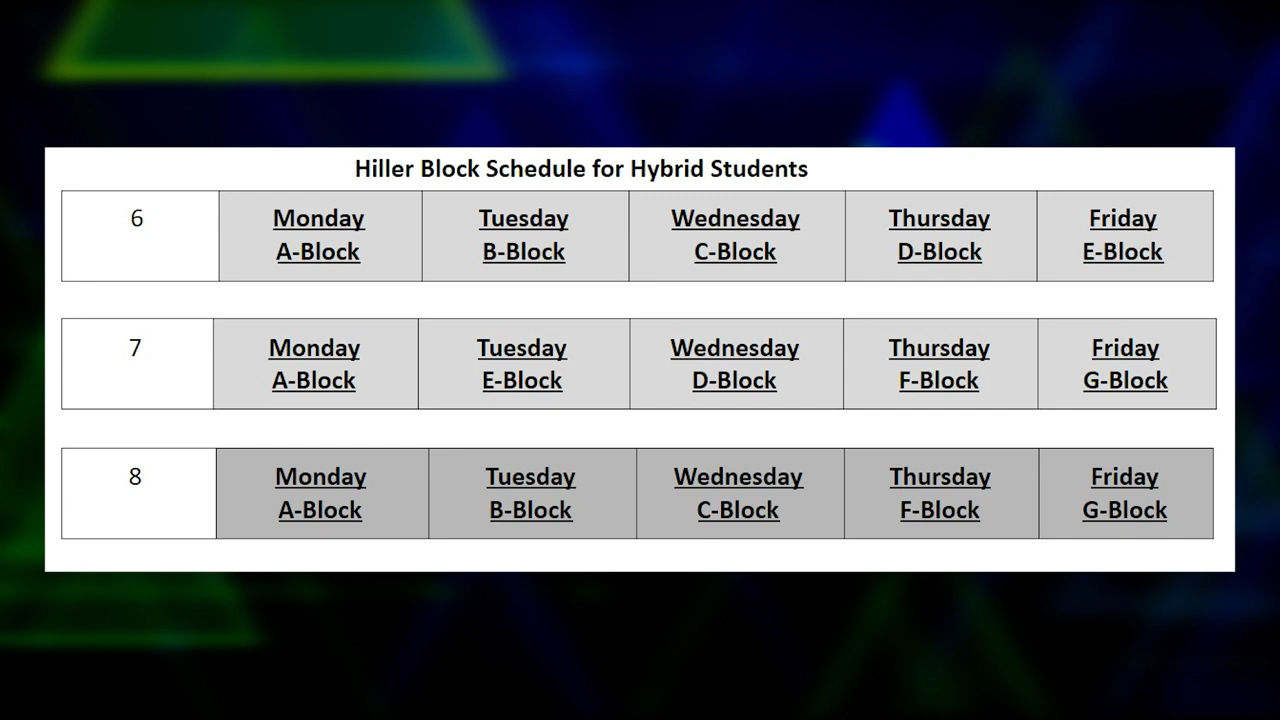 Hiller Block Schedule for Hybrid Students
6 Monday Tuesday Wednesday Thursday Friday
A-Block B-Block C-Block D-Block E-Block
7 Monday Tuesday Wednesday Thursday Friday
A-Block E-Block D-Block F-Block G-Block
8 Monday Tuesday Wednesday Thursday Friday
A-Block B-Block C-Block F-Block G-Block